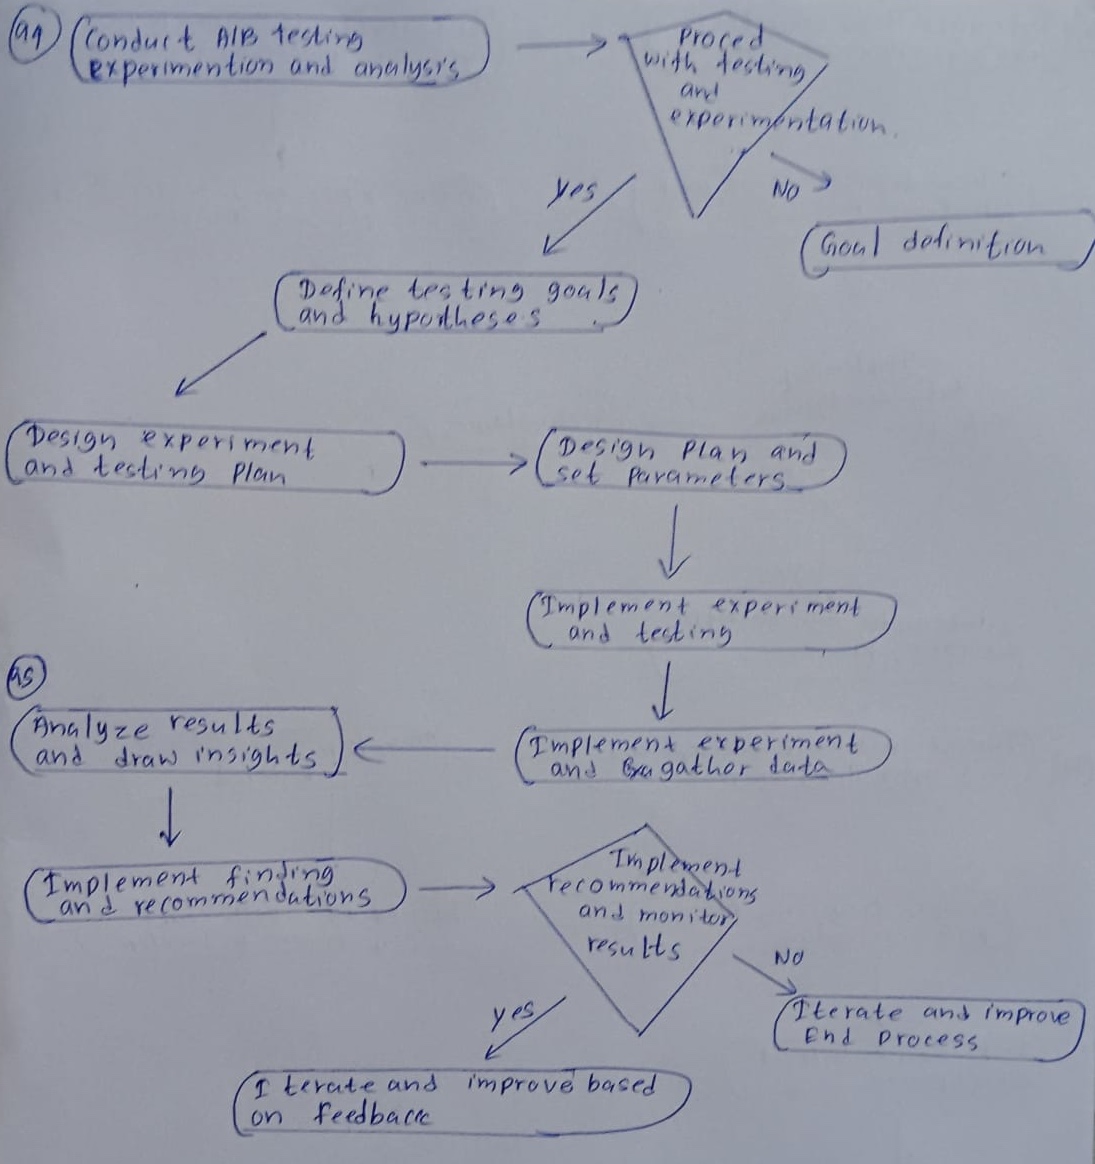 Conduct A/B testing
experimention and analysis
Proced
with testing
and
experimentation.
Yes
NO
Goal definition
Define testing goals
and hypotheses
Design experiment
and testing plan
Design Plan and
set Parameters
Implement experiment
and testing
Analyze results
and draw insights
Implement experiment
and gather data
Implement finding
and recommendations
Implement
recommendations
and monitor
results
NO
yes
Iterate and improve
End Process
Iterate and improve based
on feedback